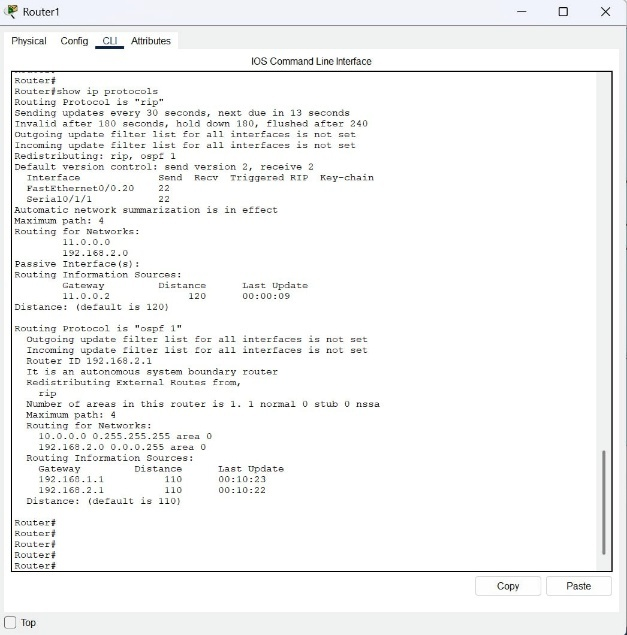 Router1
Physical Config CLI Attributes
IOS Command Line Interface
Router#
Router#show ip protocols
Routing Protocol is "rip"
Sending updates every 30 seconds, next due in 13 seconds
Invalid after 180 seconds, hold down 180, flushed after 240
Outgoing update filter list for all interfaces is not set
Incoming update filter list for all interfaces is not set
Redistributing: rip, ospf 1
Default version control: send version 2, receive 2
Interface Send Recv Triggered RIP Key-chain
FastEthernet0/0.20 22
Serial0/1/1 22
Automatic network summarization is in effect
Maximum path: 4
Routing for Networks:
11.0.0.0
192.168.2.0
Passive Interface(s):
Routing Information Sources:
Gateway Distance Last Update
11.0.0.2 120 00:00:09
Distance: (default is 120)
Routing Protocol is "ospf 1"
Outgoing update filter list for all interfaces is not set
Incoming update filter list for all interfaces is not set
Router ID 192.168.2.1
It is an autonomous system boundary router
Redistributing External Routes from,
rip
Number of areas in this router is 1. 1 normal 0 stub 0 nssa
Maximum path: 4
Routing for Networks:
10.0.0.0 0.255.255.255 area 0
192.168.2.0 0.0.0.255 area 0
Routing Information Sources:
Gateway Distance Last Update
192.168.1.1 110 00:10:23
192.168.2.1 110 00:10:22
Distance: (default is 110)
Router#
Router#
Router#
Router#
Router#
Copy Paste
Top